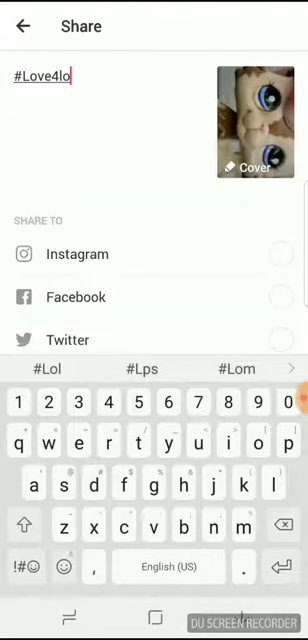 Share
#Love4lo
Cover
SHARE TO
Instagram
Facebook
Twitter
#Lol #Lps #Lom
1 2 3 4 5 6 7 8 9 0
q w e r t y u i o p
a s d f g h j k l
z x c v b n m
!#☺ , English (US) .
DU SCREEN RECORDER